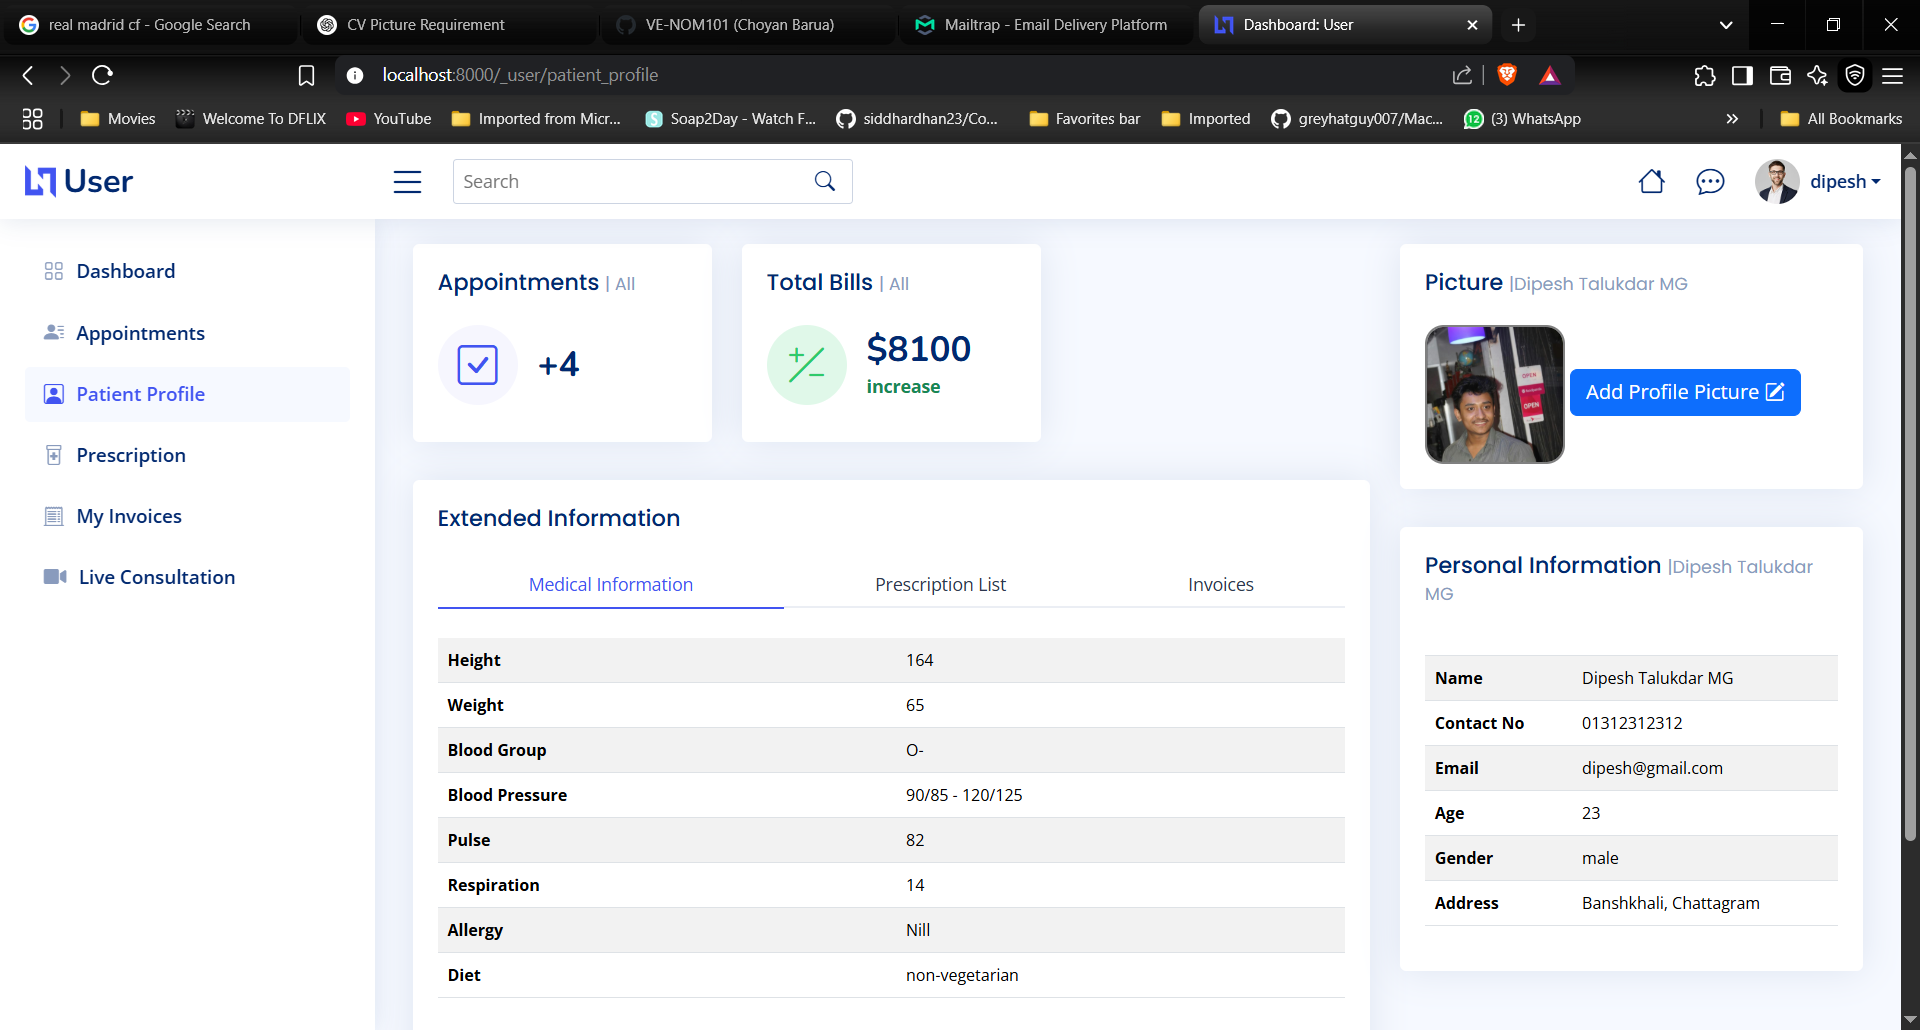 real madrid cf - Google Search
CV Picture Requirement
VE-NOM101 (Choyan Barua)
Mailtrap - Email Delivery Platform
Dashboard: User
localhost:8000/_user/patient_profile
Movies
Welcome To DFLIX
YouTube
Imported from Micr...
Soap2Day - Watch F...
siddhardhan23/Co...
Favorites bar
Imported
greyhatguy007/Mac...
12
(3) WhatsApp
All Bookmarks
User
Search
dipesh
Dashboard
Appointments
Patient Profile
Prescription
My Invoices
Live Consultation
Appointments | All
+4
Total Bills | All
$8100
increase
Picture |Dipesh Talukdar MG
OPEN
OPEN
Add Profile Picture
Extended Information
Medical Information
Prescription List
Invoices
Height 164
Weight 65
Blood Group O-
Blood Pressure 90/85 - 120/125
Pulse 82
Respiration 14
Allergy Nill
Diet non-vegetarian
Personal Information |Dipesh Talukdar
MG
Name Dipesh Talukdar MG
Contact No 01312312312
Email dipesh@gmail.com
Age 23
Gender male
Address Banshkhali, Chattagram